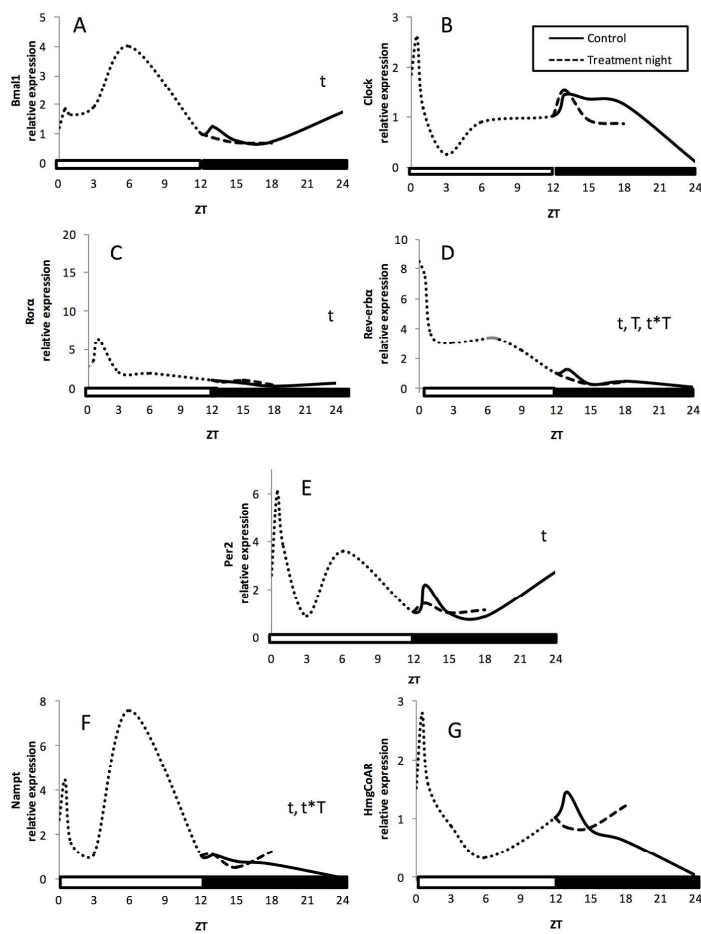 A
Bmal1
relative expression
5
4
3
2
1
0
t
0 3 6 9 12 15 18 21 24
ZT
B
Clock
relative expression
3
2
1
0
Control
Treatment night
0 3 6 9 12 15 18 21 24
ZT
C
Rorα
relative expression
20
15
10
5
0
t
0 3 6 9 12 15 18 21 24
ZT
D
Rev-erbα
relative expression
10
8
6
4
2
0
t, T, t*T
0 3 6 9 12 15 18 21 24
ZT
E
Per2
relative expression
6
4
2
0
t
0 3 6 9 12 15 18 21 24
ZT
F
Nampt
relative expression
8
6
4
2
0
t, t*T
0 3 6 9 12 15 18 21 24
ZT
G
HmgCoAR
relative expression
3
2
1
0
0 3 6 9 12 15 18 21 24
ZT